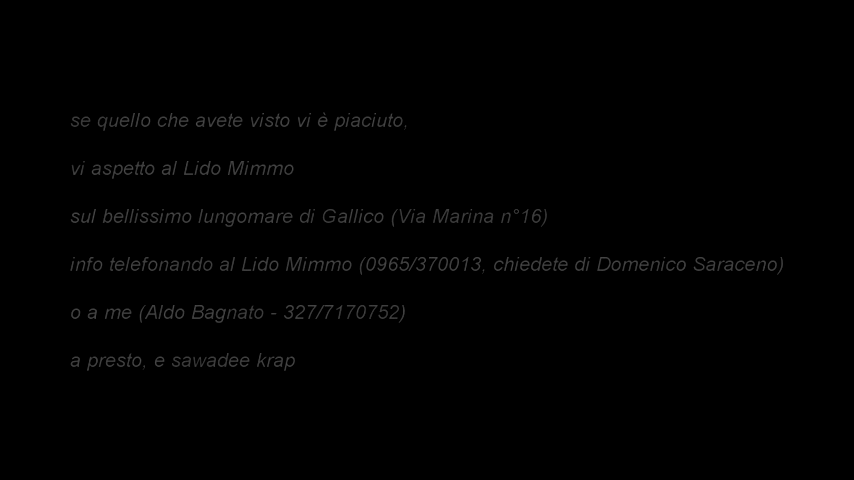 se quello che avete visto vi è piaciuto,
vi aspetto al Lido Mimmo
sul bellissimo lungomare di Gallico (Via Marina n°16)
info telefonando al Lido Mimmo (0965/370013, chiedete di Domenico Saraceno)
o a me (Aldo Bagnato - 327/7170752)
a presto, e sawadee krap